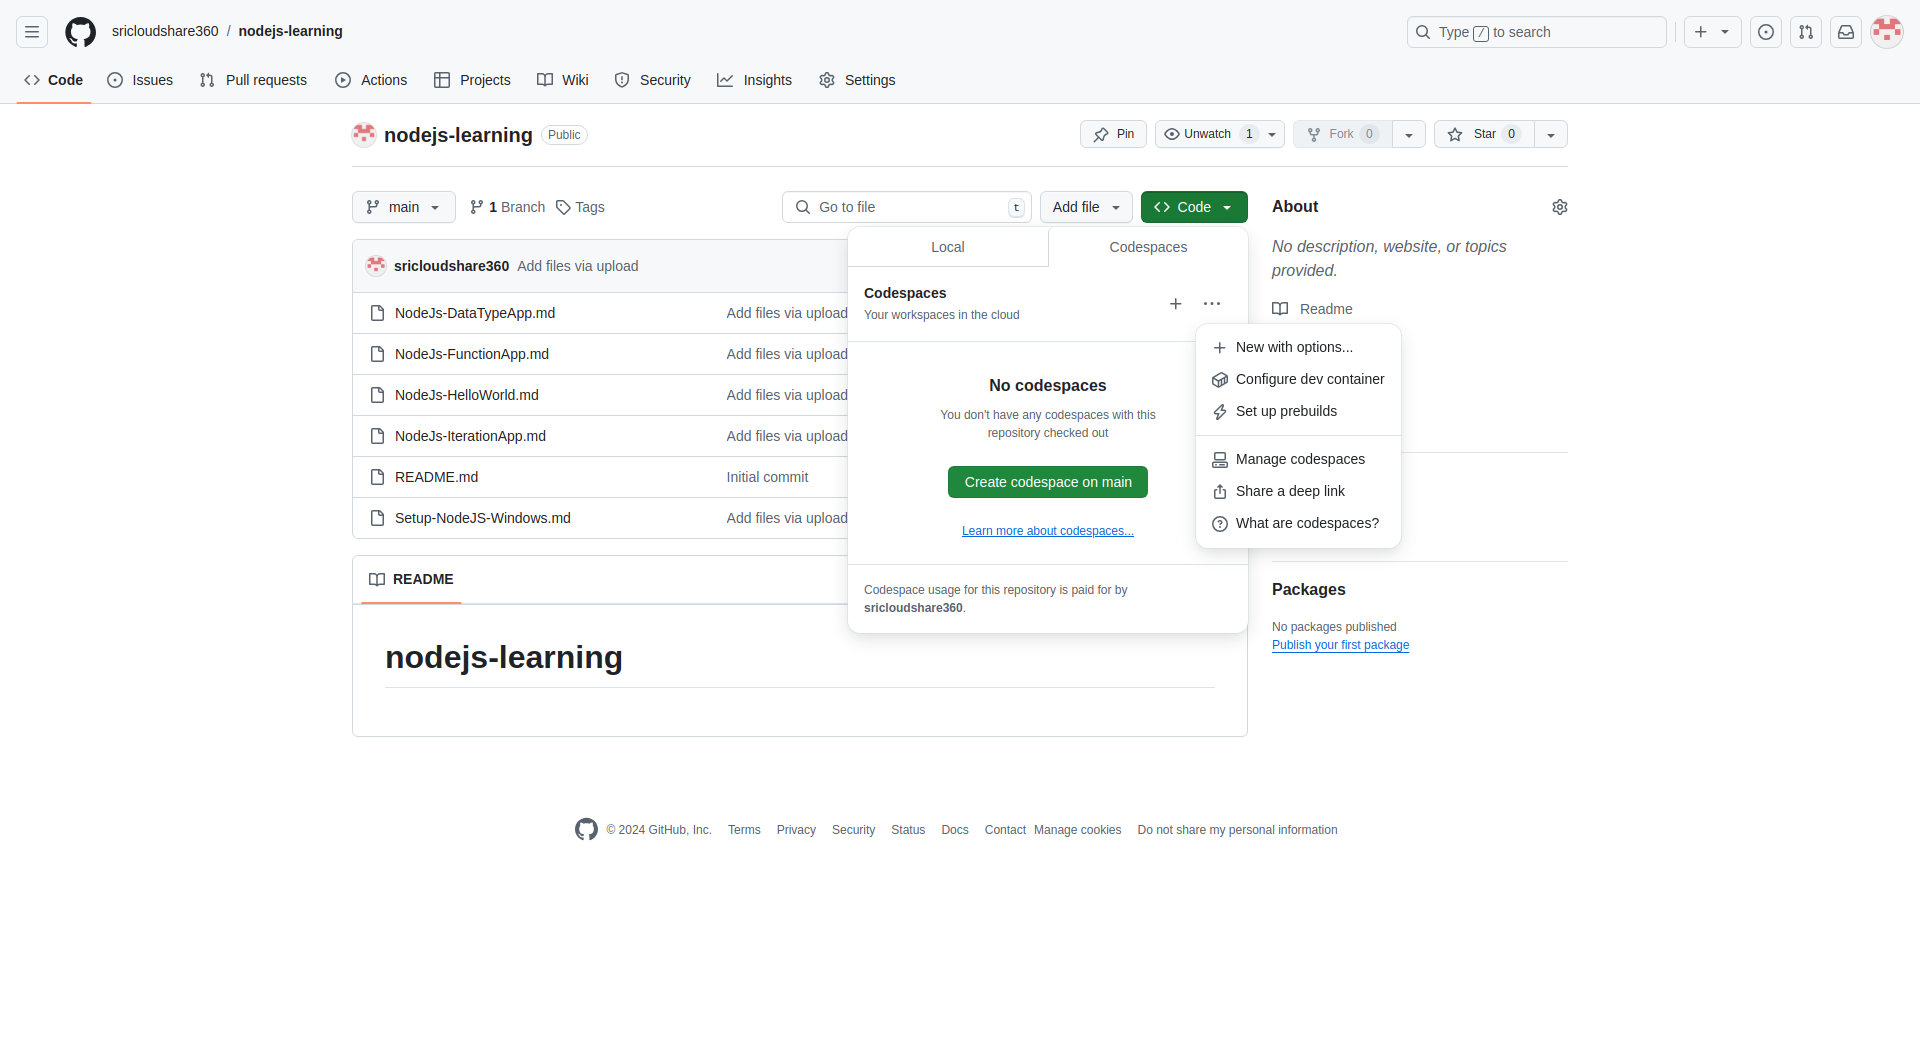 sricloudshare360 / nodejs-learning
Type / to search
Code Issues Pull requests Actions Projects Wiki Security Insights Settings
nodejs-learning Public
Pin Unwatch 1 Fork 0 Star 0
main 1 Branch Tags Go to file t Add file Code
About
No description, website, or topics
provided.
Readme
Local Codespaces
Codespaces
Your workspaces in the cloud
New with options...
Configure dev container
Set up prebuilds
Manage codespaces
Share a deep link
What are codespaces?
No codespaces
You don't have any codespaces with this
repository checked out
Create codespace on main
Learn more about codespaces...
Codespace usage for this repository is paid for by
sricloudshare360.
sricloudshare360 Add files via upload
NodeJs-DataTypeApp.md Add files via upload
NodeJs-FunctionApp.md Add files via upload
NodeJs-HelloWorld.md Add files via upload
NodeJs-IterationApp.md Add files via upload
README.md Initial commit
Setup-NodeJS-Windows.md Add files via upload
Packages
No packages published
Publish your first package
README
nodejs-learning
© 2024 GitHub, Inc. Terms Privacy Security Status Docs Contact Manage cookies Do not share my personal information